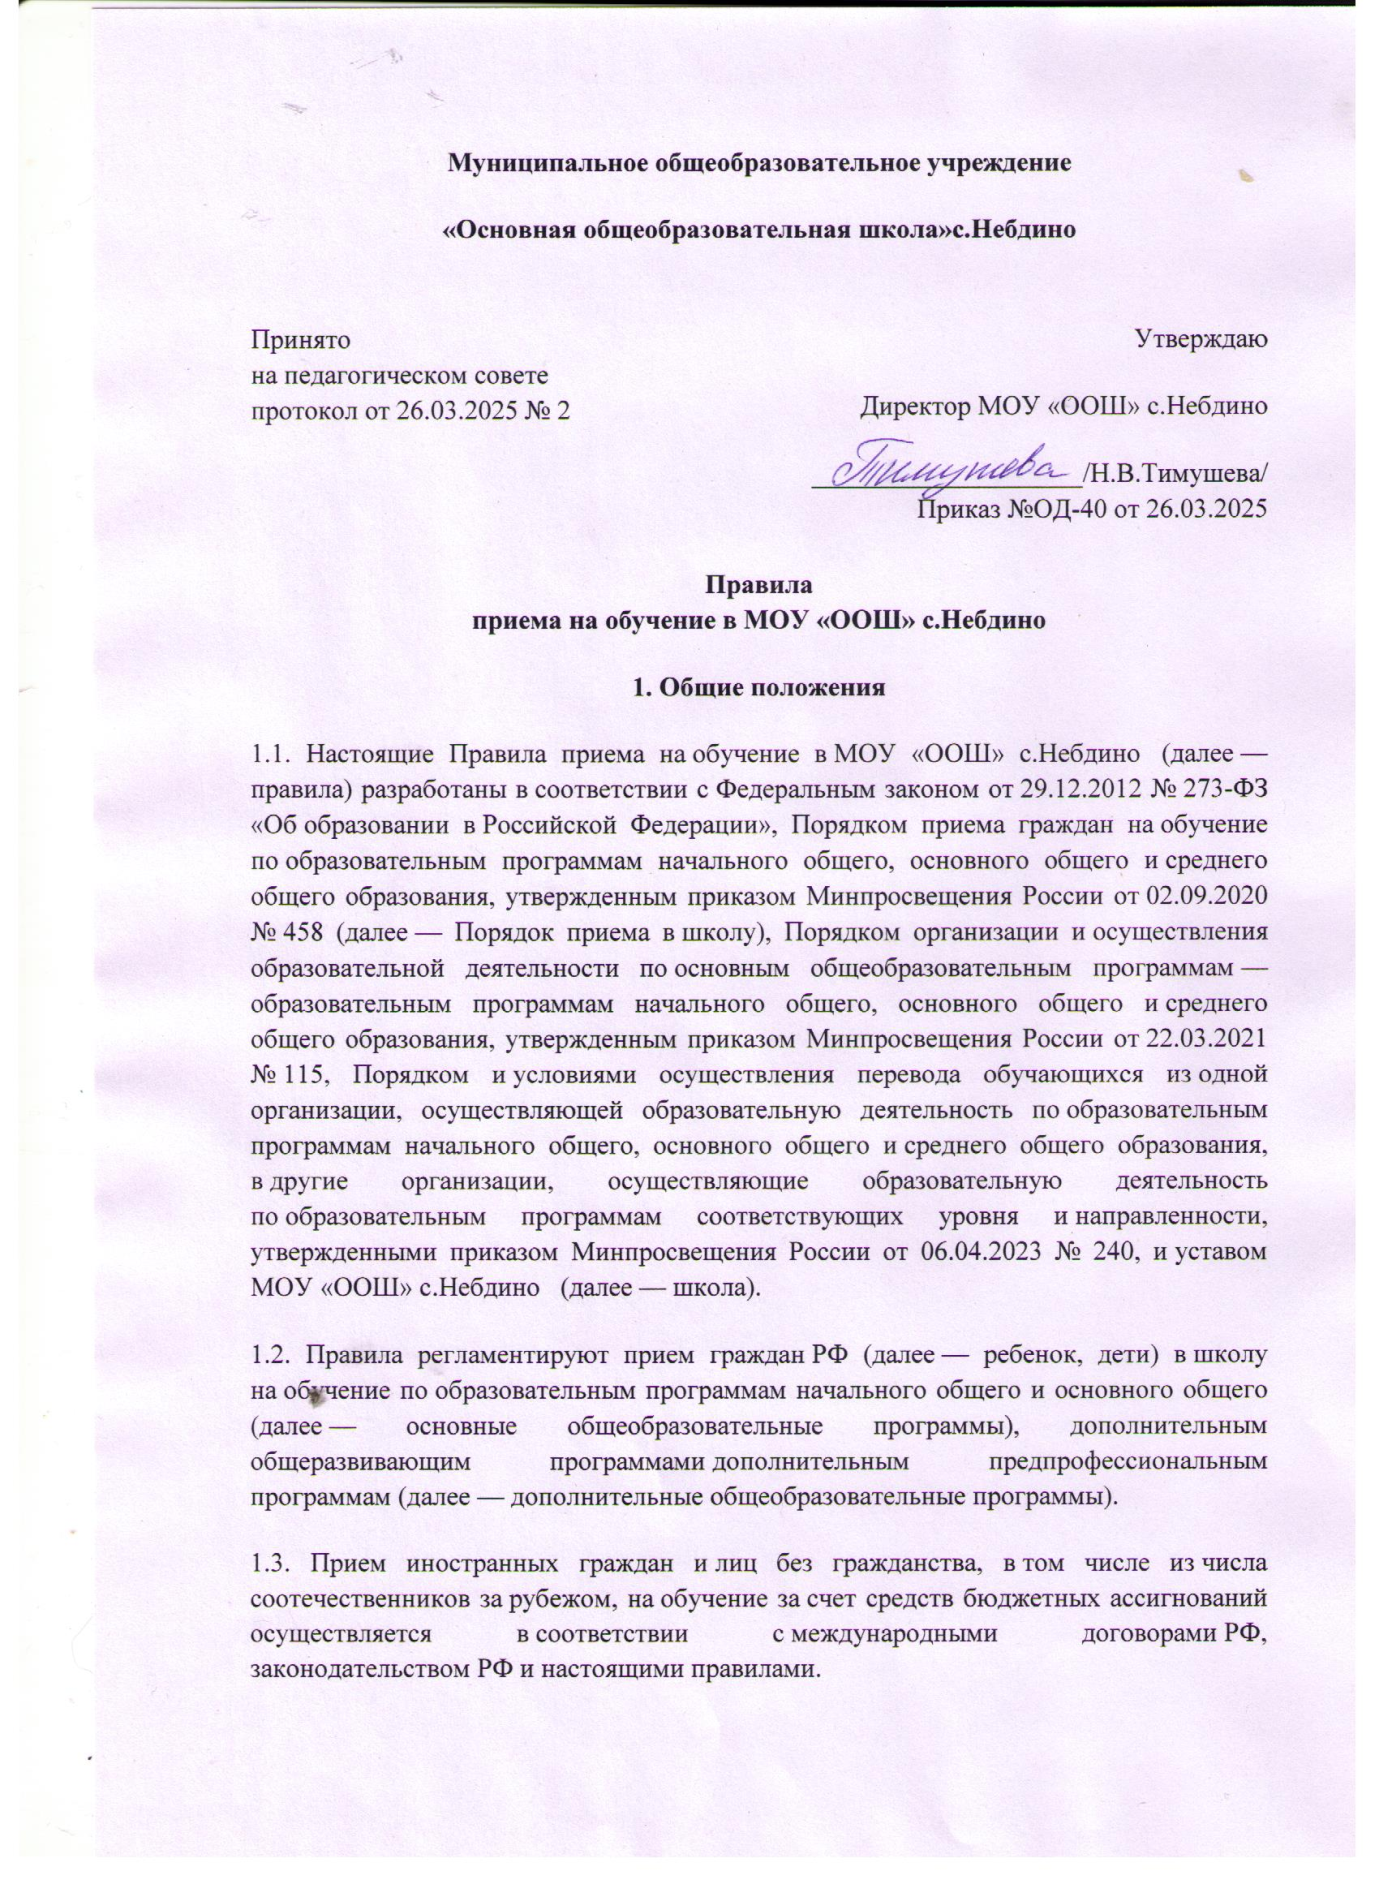 Муниципальное общеобразовательное учреждение
«Основная общеобразовательная школа»с.Небдино
Принято
на педагогическом совете
протокол от 26.03.2025 № 2
Утверждаю
Директор МОУ «ООШ» с.Небдино
Тимушева /Н.В.Тимушева/
Приказ №ОД-40 от 26.03.2025
Правила
приема на обучение в МОУ «ООШ» с.Небдино
1. Общие положения
1.1. Настоящие Правила приема на обучение в МОУ «ООШ» с.Небдино (далее —
правила) разработаны в соответствии с Федеральным законом от 29.12.2012 № 273-ФЗ
«Об образовании в Российской Федерации», Порядком приема граждан на обучение
по образовательным программам начального общего, основного общего и среднего
общего образования, утвержденным приказом Минпросвещения России от 02.09.2020
№ 458 (далее — Порядок приема в школу), Порядком организации и осуществления
образовательной деятельности по основным общеобразовательным программам —
образовательным программам начального общего, основного общего и среднего
общего образования, утвержденным приказом Минпросвещения России от 22.03.2021
№ 115, Порядком и условиями осуществления перевода обучающихся из одной
организации, осуществляющей образовательную деятельность по образовательным
программам начального общего, основного общего и среднего общего образования,
в другие организации, осуществляющие образовательную деятельность
по образовательным программам соответствующих уровня и направленности,
утвержденными приказом Минпросвещения России от 06.04.2023 № 240, и уставом
МОУ «ООШ» с.Небдино (далее — школа).
1.2. Правила регламентируют прием граждан РФ (далее — ребенок, дети) в школу
на обучение по образовательным программам начального общего и основного общего
(далее — основные общеобразовательные программы), дополнительным
общеразвивающим программами дополнительным предпрофессиональным
программам (далее — дополнительные общеобразовательные программы).
1.3. Прием иностранных граждан и лиц без гражданства, в том числе из числа
соотечественников за рубежом, на обучение за счет средств бюджетных ассигнований
осуществляется в соответствии с международными договорами РФ,
законодательством РФ и настоящими правилами.